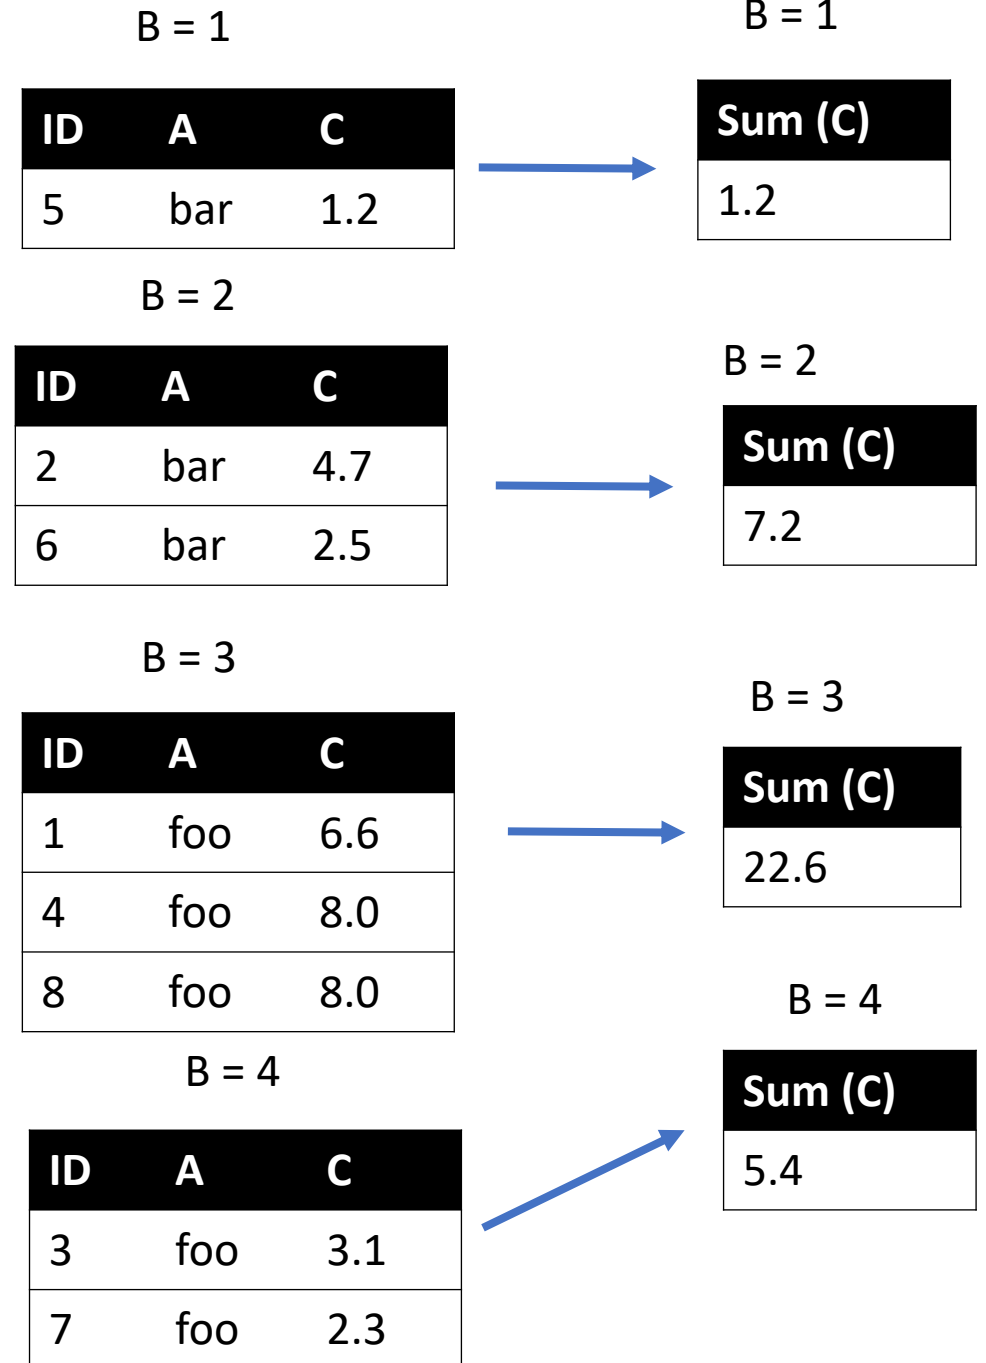 B = 1
ID A C
5 bar 1.2
B = 1
Sum (C)
1.2
B = 2
ID A C
2 bar 4.7
6 bar 2.5
B = 2
Sum (C)
7.2
B = 3
ID A C
1 foo 6.6
4 foo 8.0
8 foo 8.0
B = 3
Sum (C)
22.6
B = 4
ID A C
3 foo 3.1
7 foo 2.3
B = 4
Sum (C)
5.4